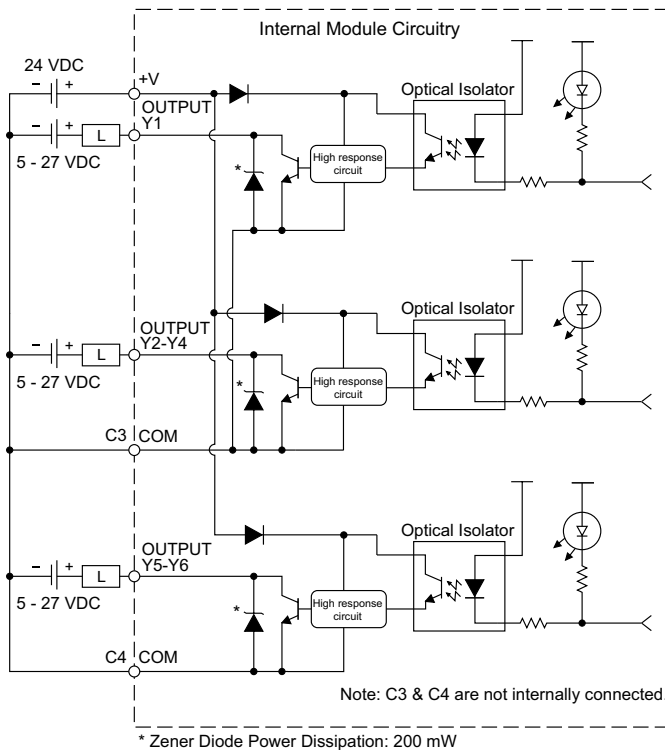 Internal Module Circuitry
24 VDC
− +
+V
Optical Isolator
OUTPUT
Y1
− +
L
5 - 27 VDC
*
High response
circuit
Optical Isolator
OUTPUT
Y2-Y4
− +
L
5 - 27 VDC
*
High response
circuit
C3
COM
Optical Isolator
OUTPUT
Y5-Y6
− +
L
5 - 27 VDC
*
High response
circuit
C4
COM
Note: C3 & C4 are not internally connected.
* Zener Diode Power Dissipation: 200 mW